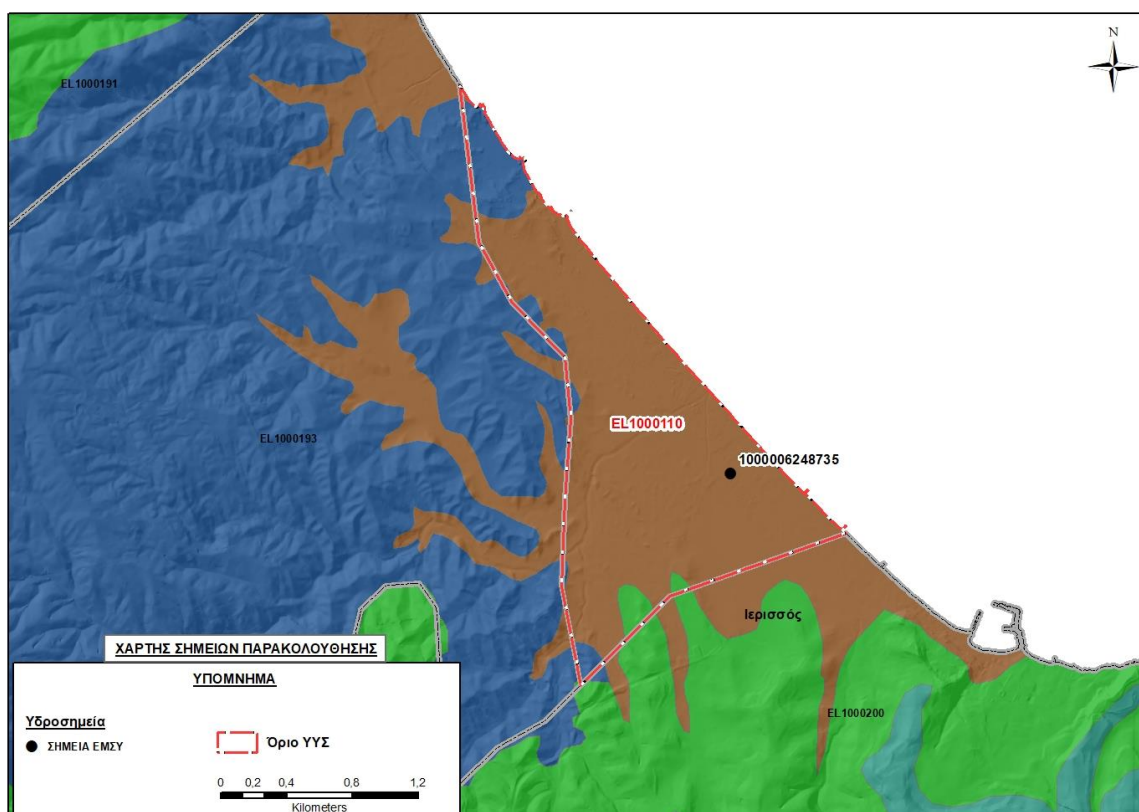 N
EL1000191
EL1000110
EL1000193
1000006248735
Ιερισσός
EL1000200
ΧΑΡΤΗΣ ΣΗΜΕΙΩΝ ΠΑΡΑΚΟΛΟΥΘΗΣΗΣ
ΥΠΟΜΝΗΜΑ
Υδροσημεία
ΣΗΜΕΙΑ ΕΜΣΥ
Όριο ΥΥΣ
0 0,2 0,4 0,8 1,2
Kilometers